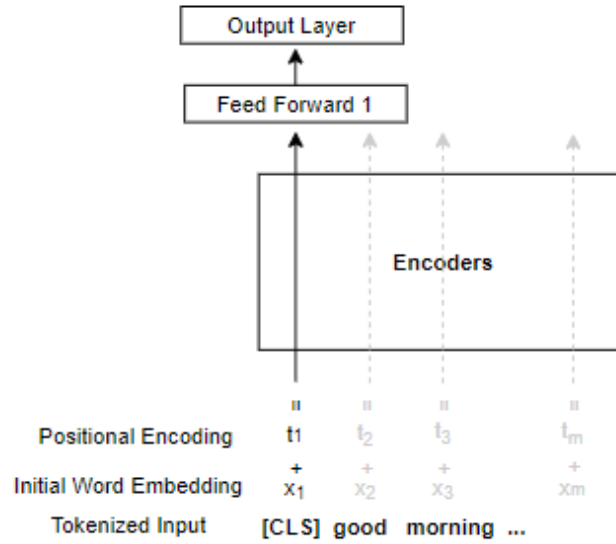 Output Layer
Feed Forward 1
Encoders
= = = =
Positional Encoding t1 t2 t3 tm
+ + + +
Initial Word Embedding x1 x2 x3 xm
Tokenized Input [CLS] good morning ...